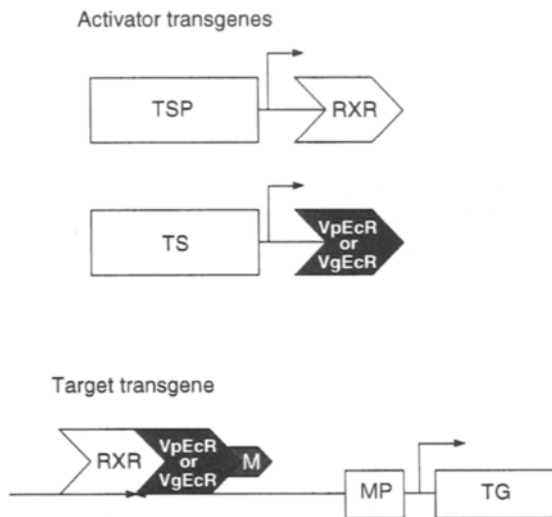 Activator transgenes
TSP
RXR
TS
VpEcR
or
VgEcR
Target transgene
RXR
VpEcR
or
VgEcR
M
MP
TG